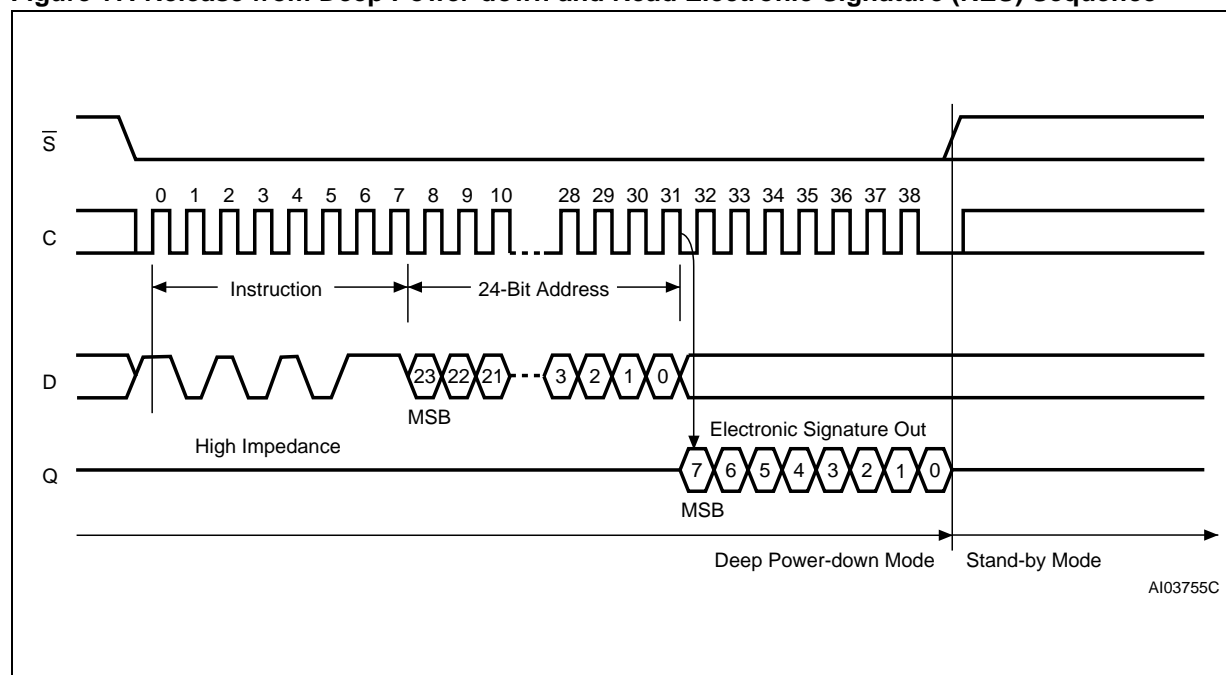 S
0 1 2 3 4 5 6 7 8 9 10 28 29 30 31 32 33 34 35 36 37 38
C
Instruction 24-Bit Address
D 23 22 21 3 2 1 0
MSB
High Impedance Electronic Signature Out
Q 7 6 5 4 3 2 1 0
MSB
Deep Power-down Mode Stand-by Mode
AI03755C